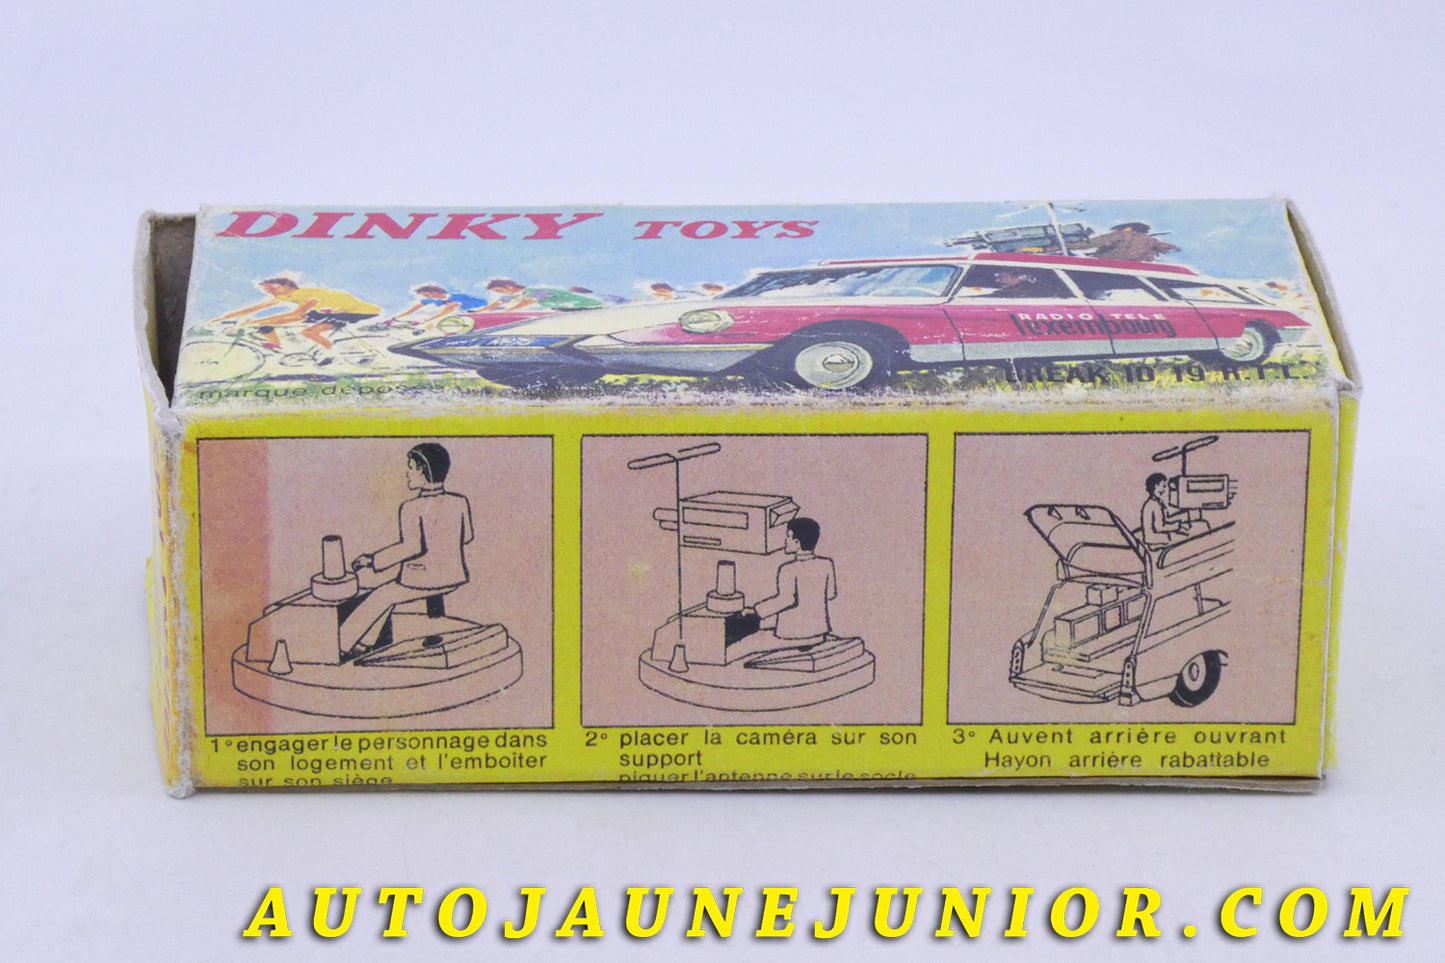 DINKY TOYS
RADIO TELE
luxembourg
marque déposée
BREAK ID 19 R.T.L.
1° engager le personnage dans
son logement et l'emboîter
sur son siège
2° placer la caméra sur son
support
piquer l'antenne sur le socle
3° Auvent arrière ouvrant
Hayon arrière rabattable
AUTOJAUNEJUNIOR.COM